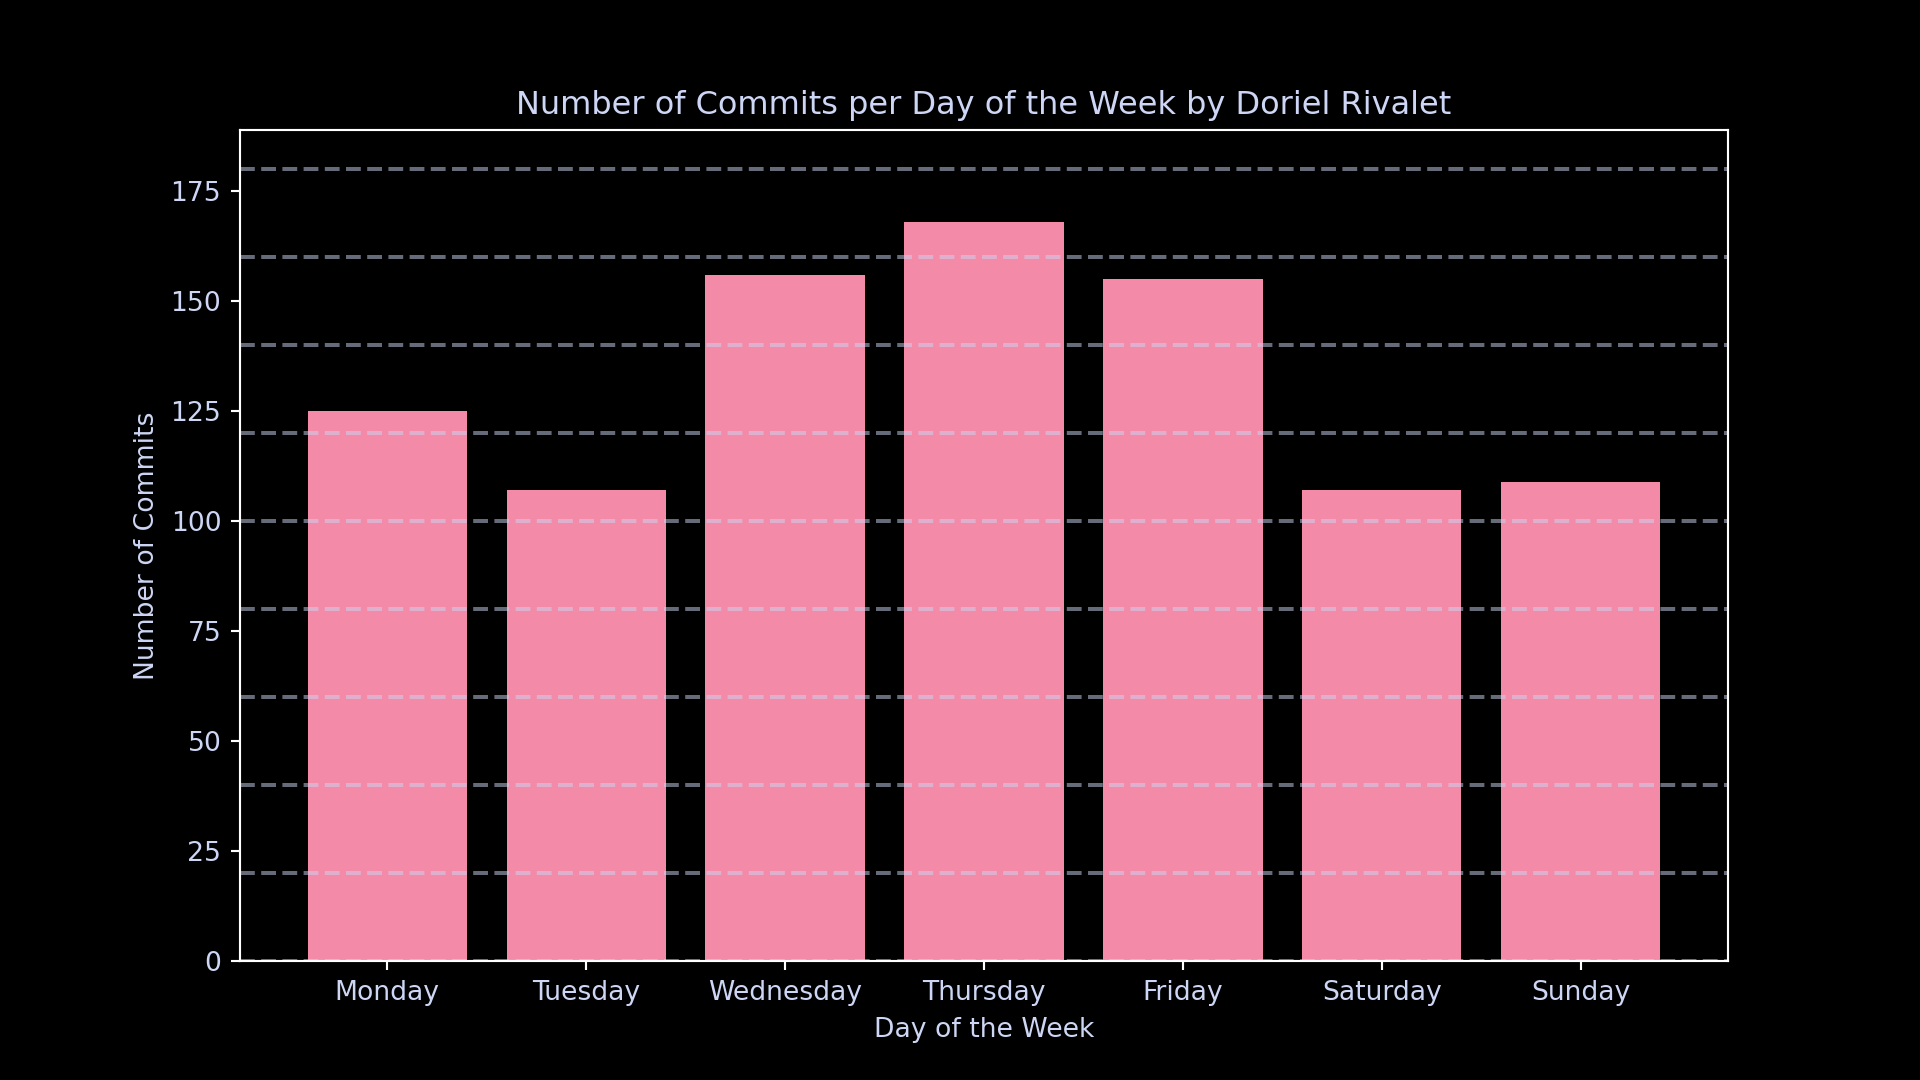 Number of Commits per Day of the Week by Doriel Rivalet
Number of Commits
175
150
125
100
75
50
25
0
Monday Tuesday Wednesday Thursday Friday Saturday Sunday
Day of the Week